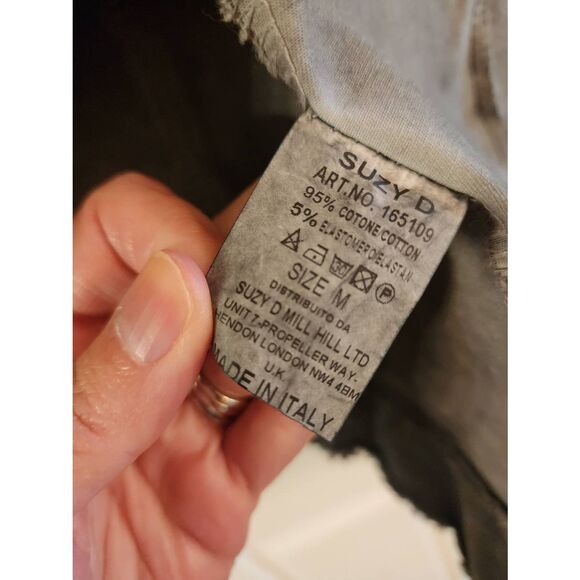 SUZY D
ART.NO. 165109
95% COTONE/COTTON
5% ELASTOMERO/ELASTAN
30 P
SIZE M
DISTRIBUITO DA
SUZY D MILL HILL LTD
UNIT 7-PROPELLER WAY-
HENDON LONDON NW4 4BM
U.K.
MADE IN ITALY